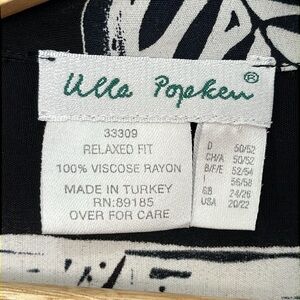 Ulla Popken®
33309
RELAXED FIT
100% VISCOSE RAYON
MADE IN TURKEY
RN:89185
OVER FOR CARE
D 50/52
CH/A 50/52
B/F/E 52/54
56/58
GB 24/26
USA 20/22